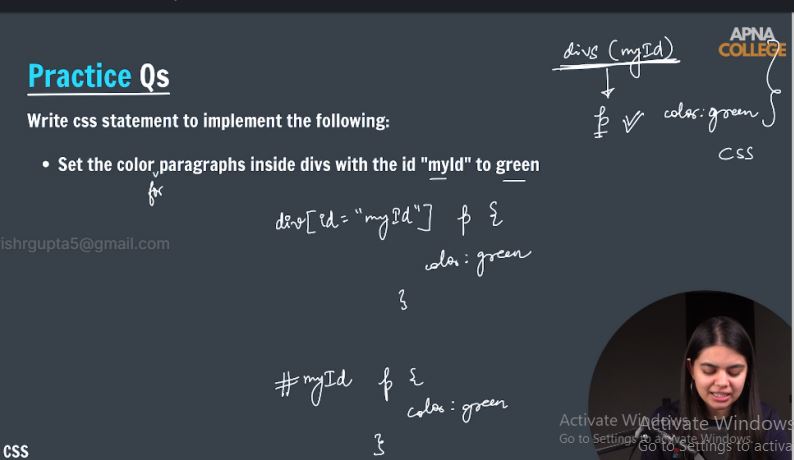 divs (myId)
APNA
COLLEGE
Practice Qs
p color:green
CSS
Write css statement to implement the following:
• Set the color paragraphs inside divs with the id "myId" to green
for
div[id="myId"] p {
color: green
}
ishrgupta5@gmail.com
#myId p {
color: green
}
Activate Windows
Go to Settings to activate Windows.
Activate Windows
Go to Settings to activa
CSS